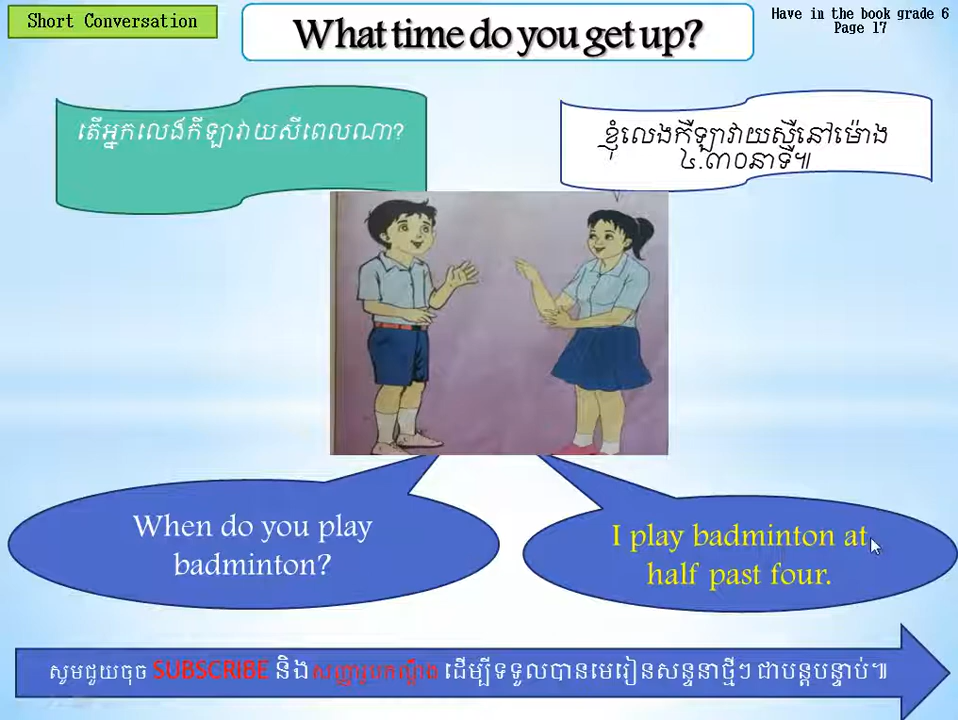 Short Conversation
What time do you get up?
Have in the book grade 6
Page 17
តើអ្នកលេងកីឡាវាយសីពេលណា?
ខ្ញុំលេងកីឡាវាយស្មីនៅម៉ោង
៤.៣០នាទី៕
When do you play
badminton?
I play badminton at
half past four.
សូមជួយចុច SUBSCRIBE និងសញ្ញារូបកណ្ដឹង ដើម្បីទទួលបានមេរៀនសន្ទនាថ្មីៗ ជាបន្តបន្ទាប់៕